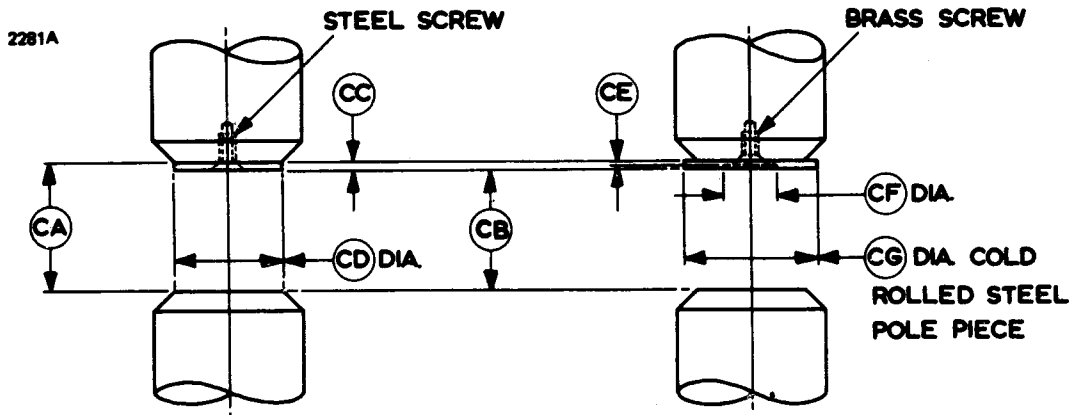 2281A
STEEL SCREW
BRASS SCREW
CC
CE
CA
CB
CF DIA.
CD DIA.
CG DIA. COLD
ROLLED STEEL
POLE PIECE